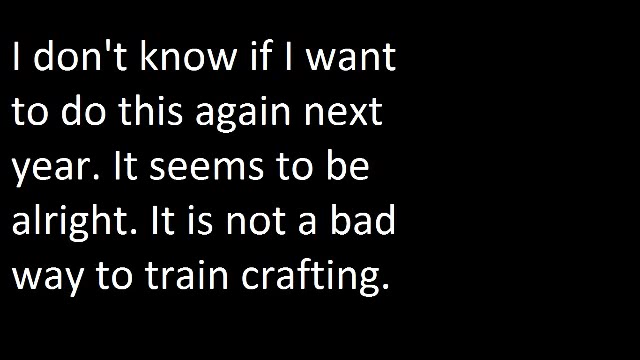 I don't know if I want
to do this again next
year. It seems to be
alright. It is not a bad
way to train crafting.